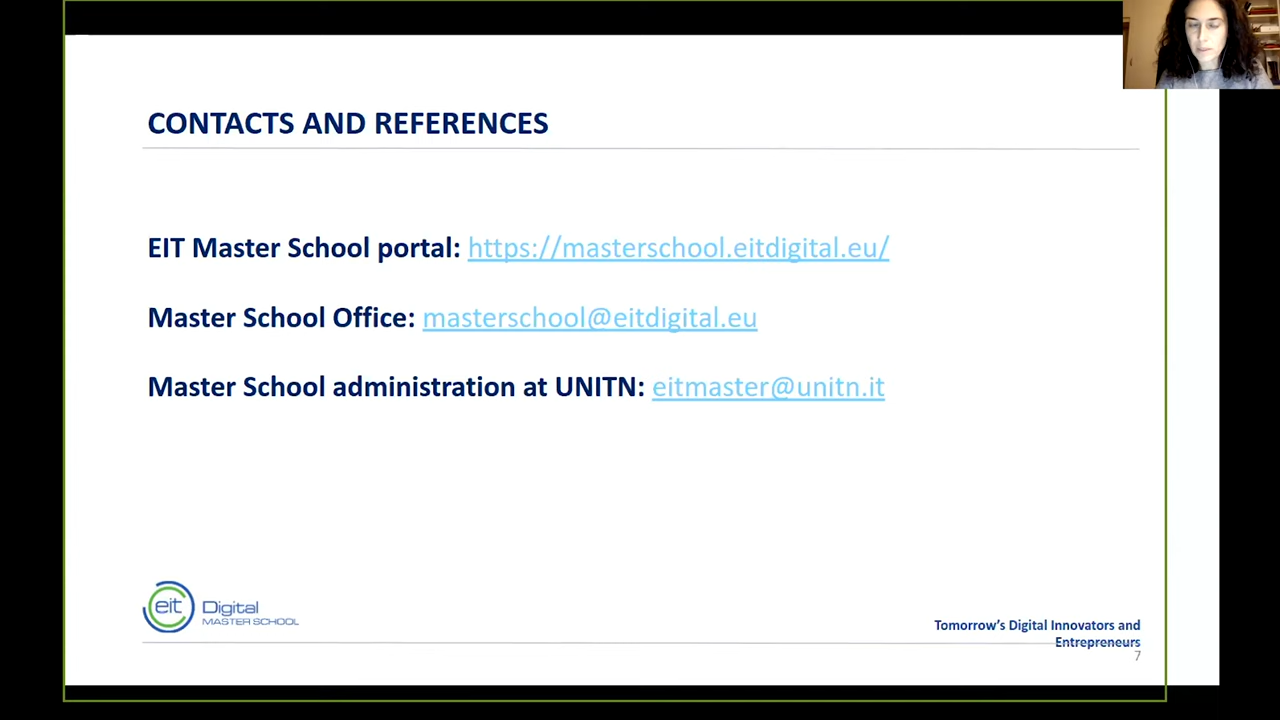 CONTACTS AND REFERENCES
EIT Master School portal: https://masterschool.eitdigital.eu/
Master School Office: masterschool@eitdigital.eu
Master School administration at UNITN: eitmaster@unitn.it
eit Digital
MASTER SCHOOL
Tomorrow's Digital Innovators and
Entrepreneurs
7